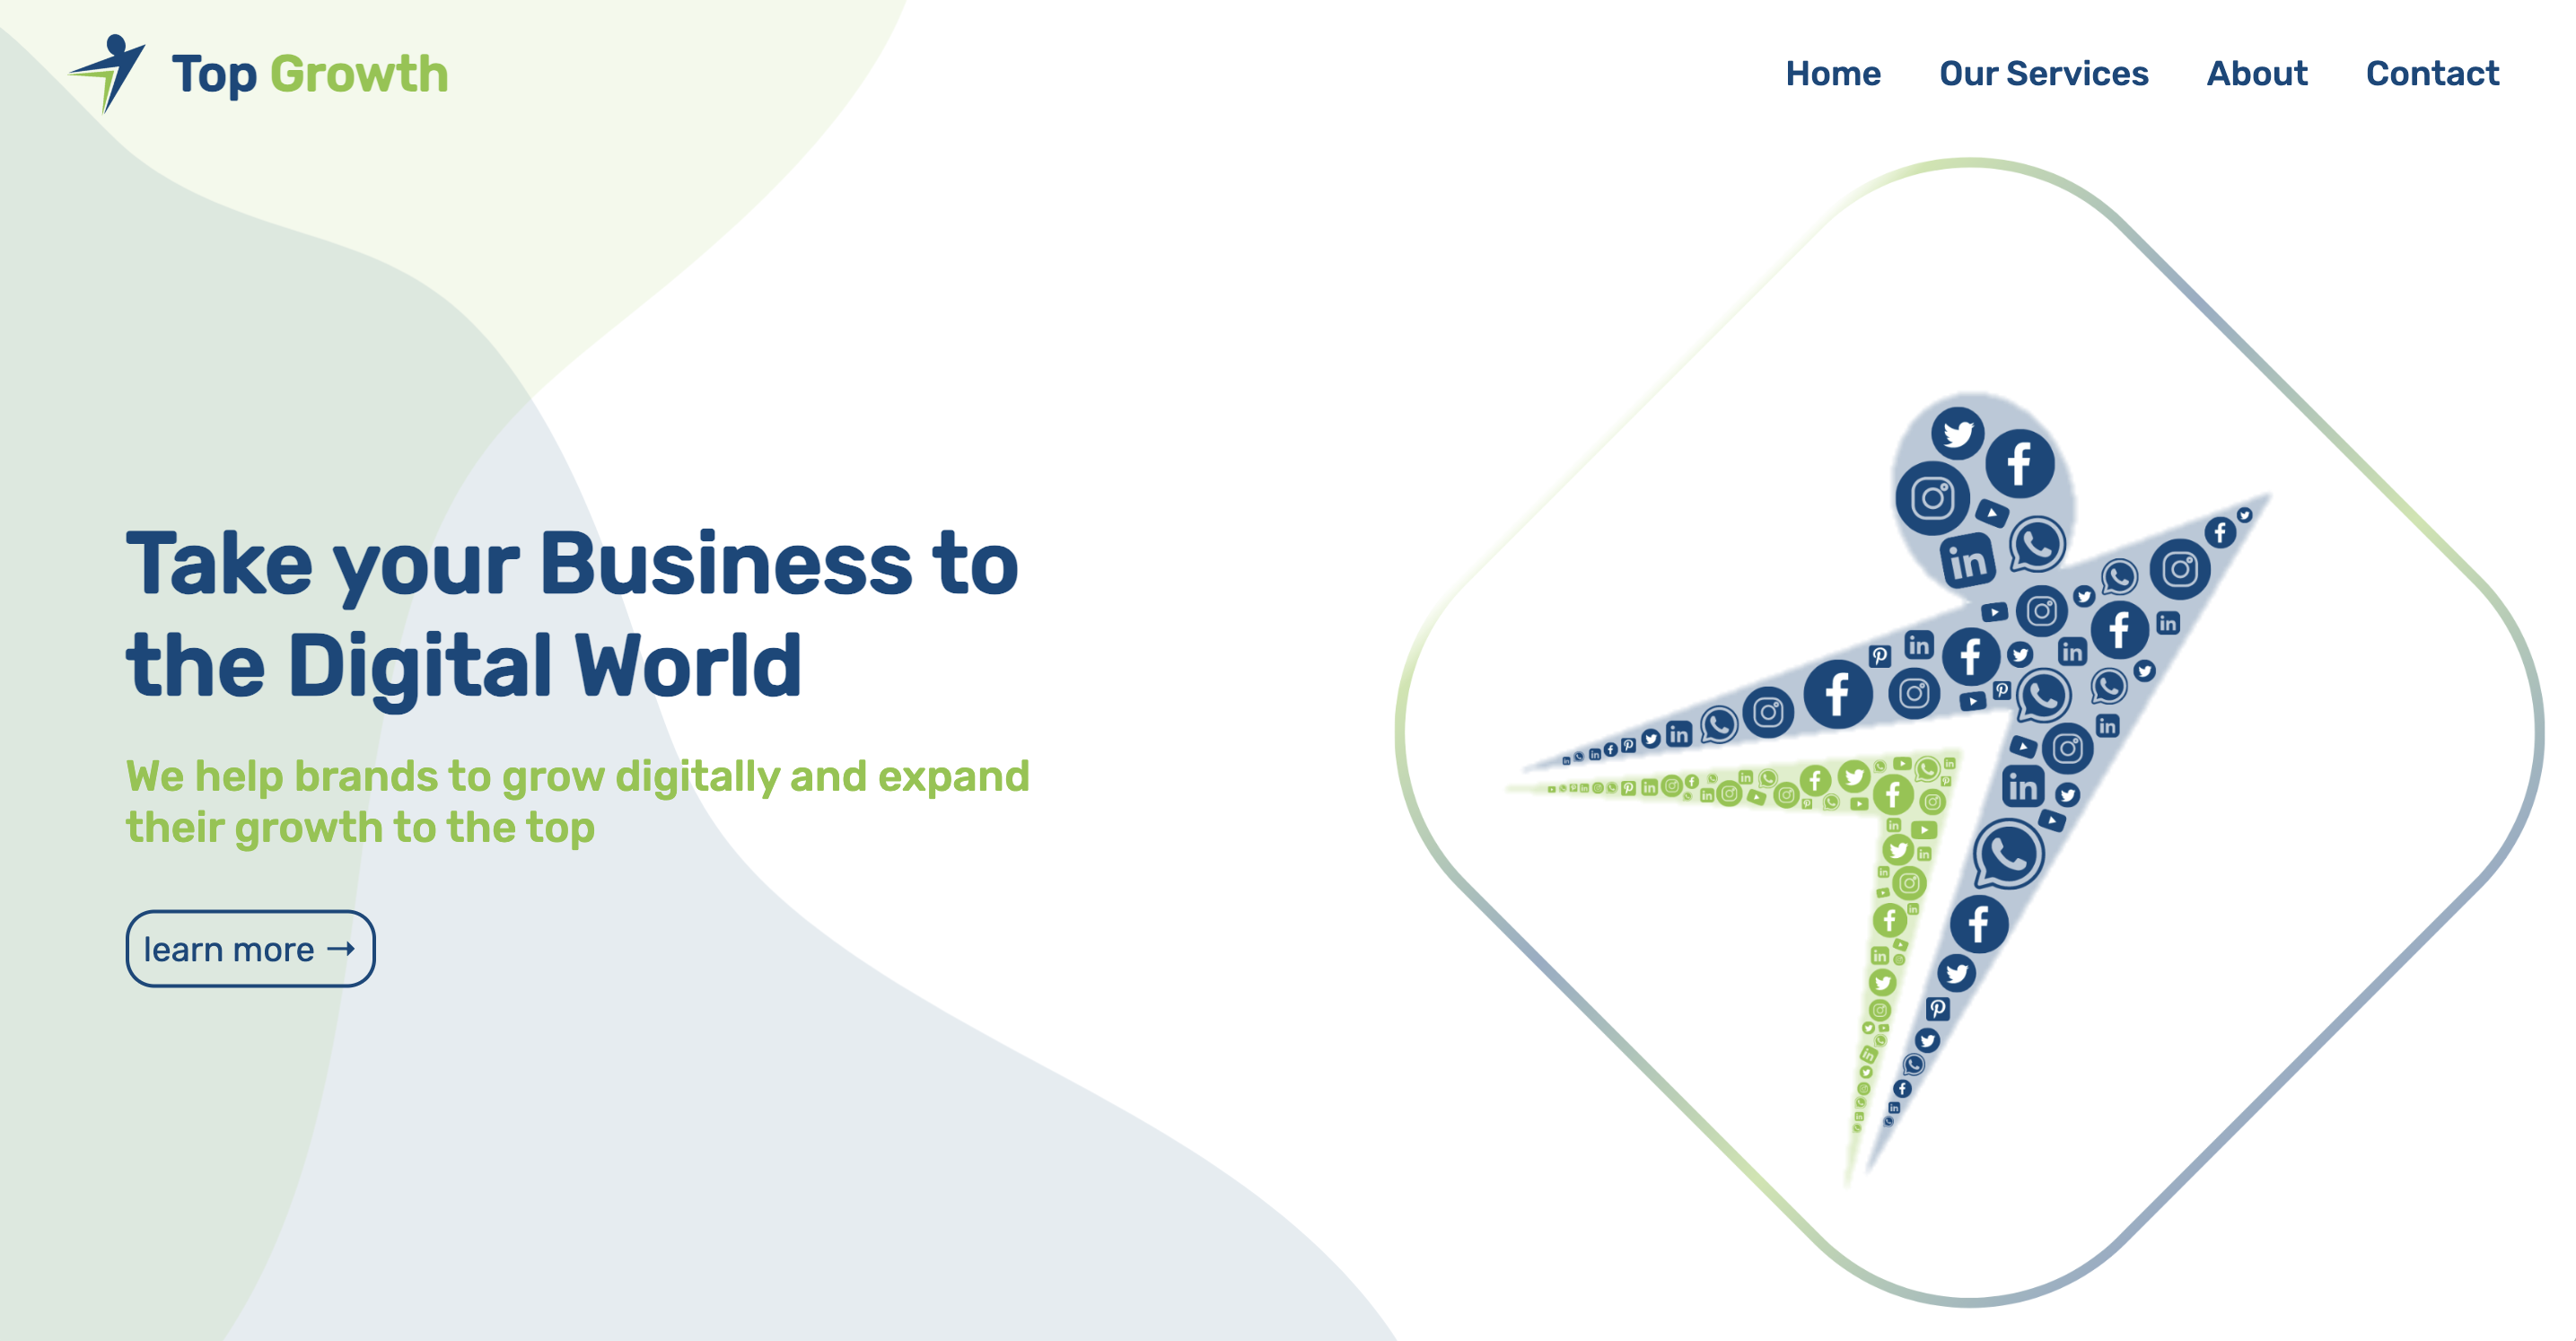 Top Growth
Home
Our Services
About
Contact
Take your Business to
the Digital World
We help brands to grow digitally and expand
their growth to the top
learn more →